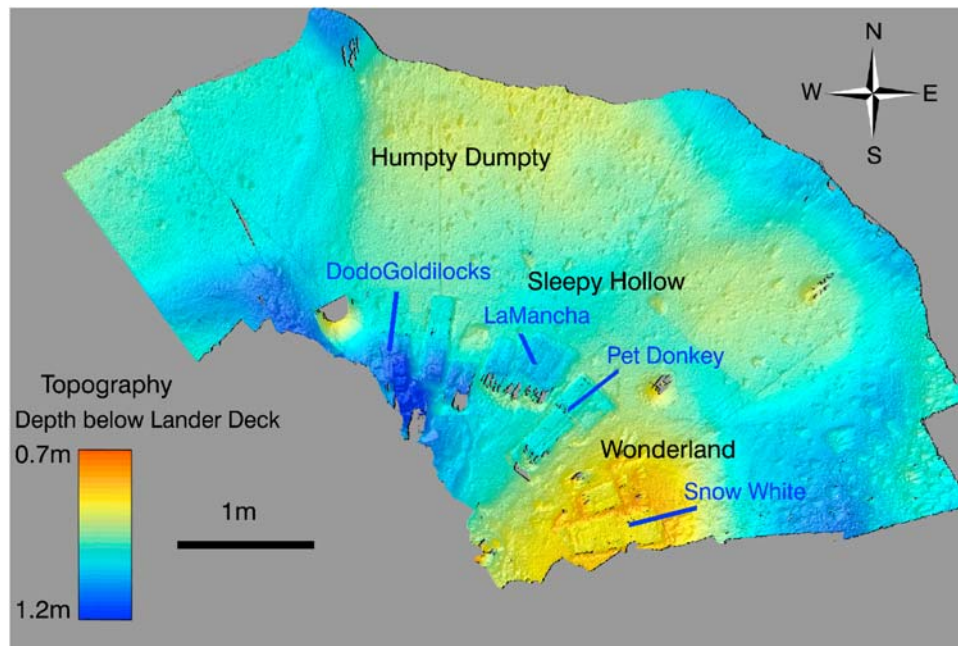 N
W E
S
Humpty Dumpty
DodoGoldilocks
Sleepy Hollow
LaMancha
Pet Donkey
Topography
Depth below Lander Deck
0.7m
1m
1.2m
Wonderland
Snow White